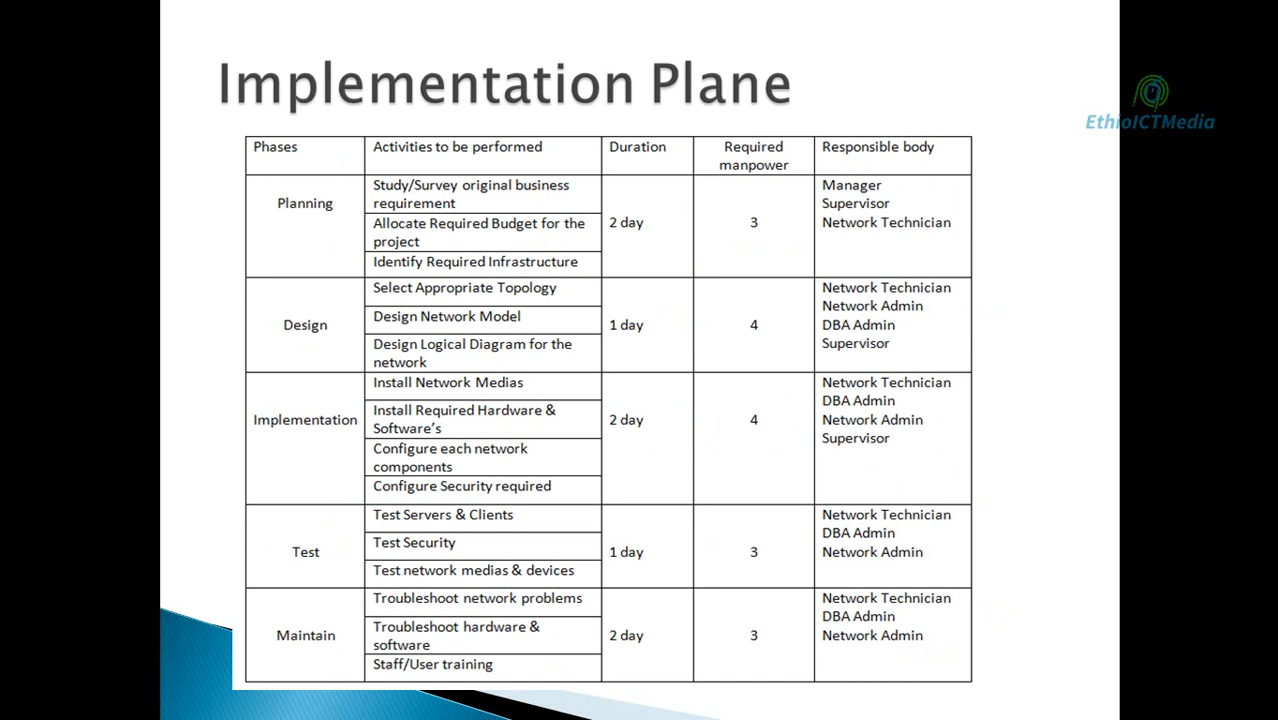 Implementation Plane
EthioICTMedia
Phases
Activities to be performed
Duration
Required
manpower
Responsible body
Planning
Study/Survey original business
requirement
Allocate Required Budget for the
project
Identify Required Infrastructure
2 day
3
Manager
Supervisor
Network Technician
Design
Select Appropriate Topology
Design Network Model
Design Logical Diagram for the
network
1 day
4
Network Technician
Network Admin
DBA Admin
Supervisor
Implementation
Install Network Medias
Install Required Hardware &
Software’s
Configure each network
components
Configure Security required
2 day
4
Network Technician
DBA Admin
Network Admin
Supervisor
Test
Test Servers & Clients
Test Security
Test network medias & devices
1 day
3
Network Technician
DBA Admin
Network Admin
Maintain
Troubleshoot network problems
Troubleshoot hardware &
software
Staff/User training
2 day
3
Network Technician
DBA Admin
Network Admin